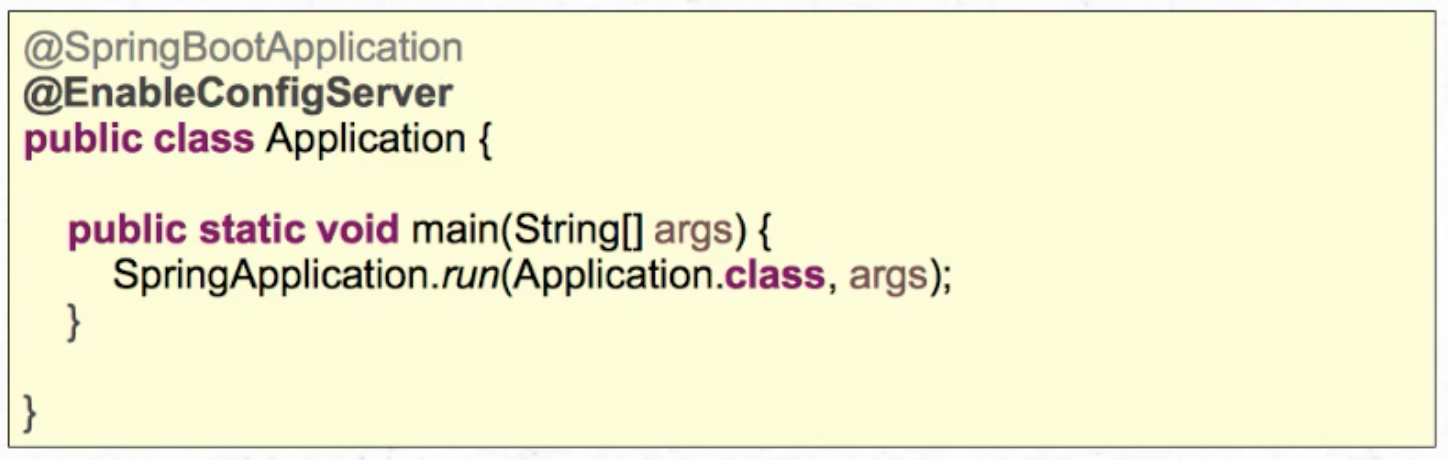 @SpringBootApplication
@EnableConfigServer
public class Application {
public static void main(String[] args) {
SpringApplication.run(Application.class, args);
}
}